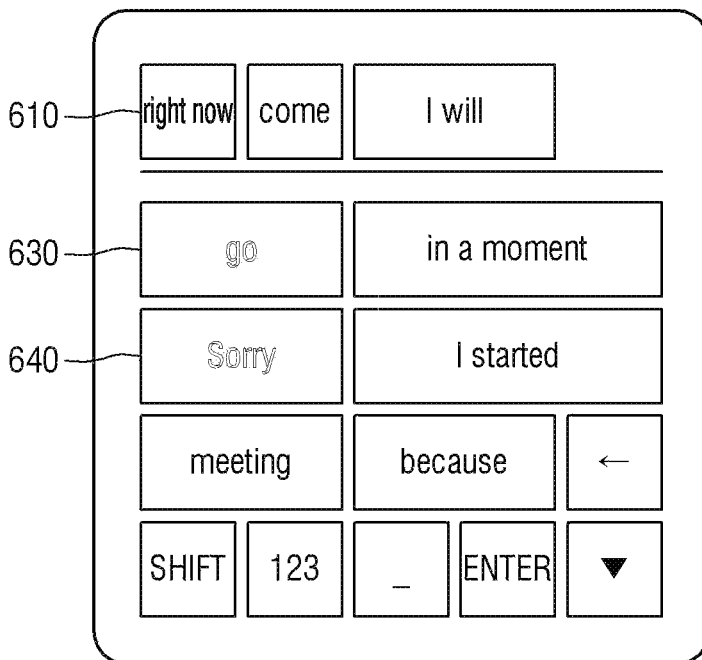 610 right now come I will
630 go in a moment
640 Sorry I started
meeting because ←
SHIFT 123 _ ENTER ▼